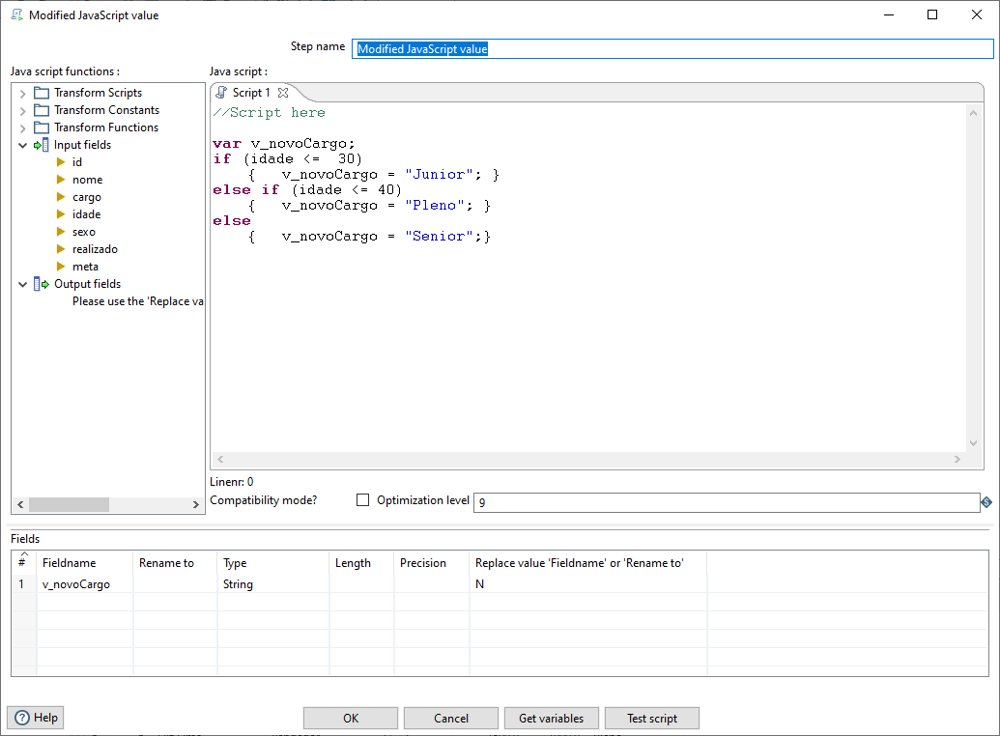 Modified JavaScript value
Step name Modified JavaScript value
Java script functions :
Transform Scripts
Transform Constants
Transform Functions
Input fields
id
nome
cargo
idade
sexo
realizado
meta
Output fields
Please use the 'Replace va
Java script :
Script 1
//Script here
var v_novoCargo;
if (idade <=  30)
{   v_novoCargo = "Junior"; }
else if (idade <= 40)
{   v_novoCargo = "Pleno"; }
else
{   v_novoCargo = "Senior";}
Linenr: 0
Compatibility mode? Optimization level 9
Fields
# Fieldname Rename to Type Length Precision Replace value 'Fieldname' or 'Rename to'
1 v_novoCargo String N
Help OK Cancel Get variables Test script